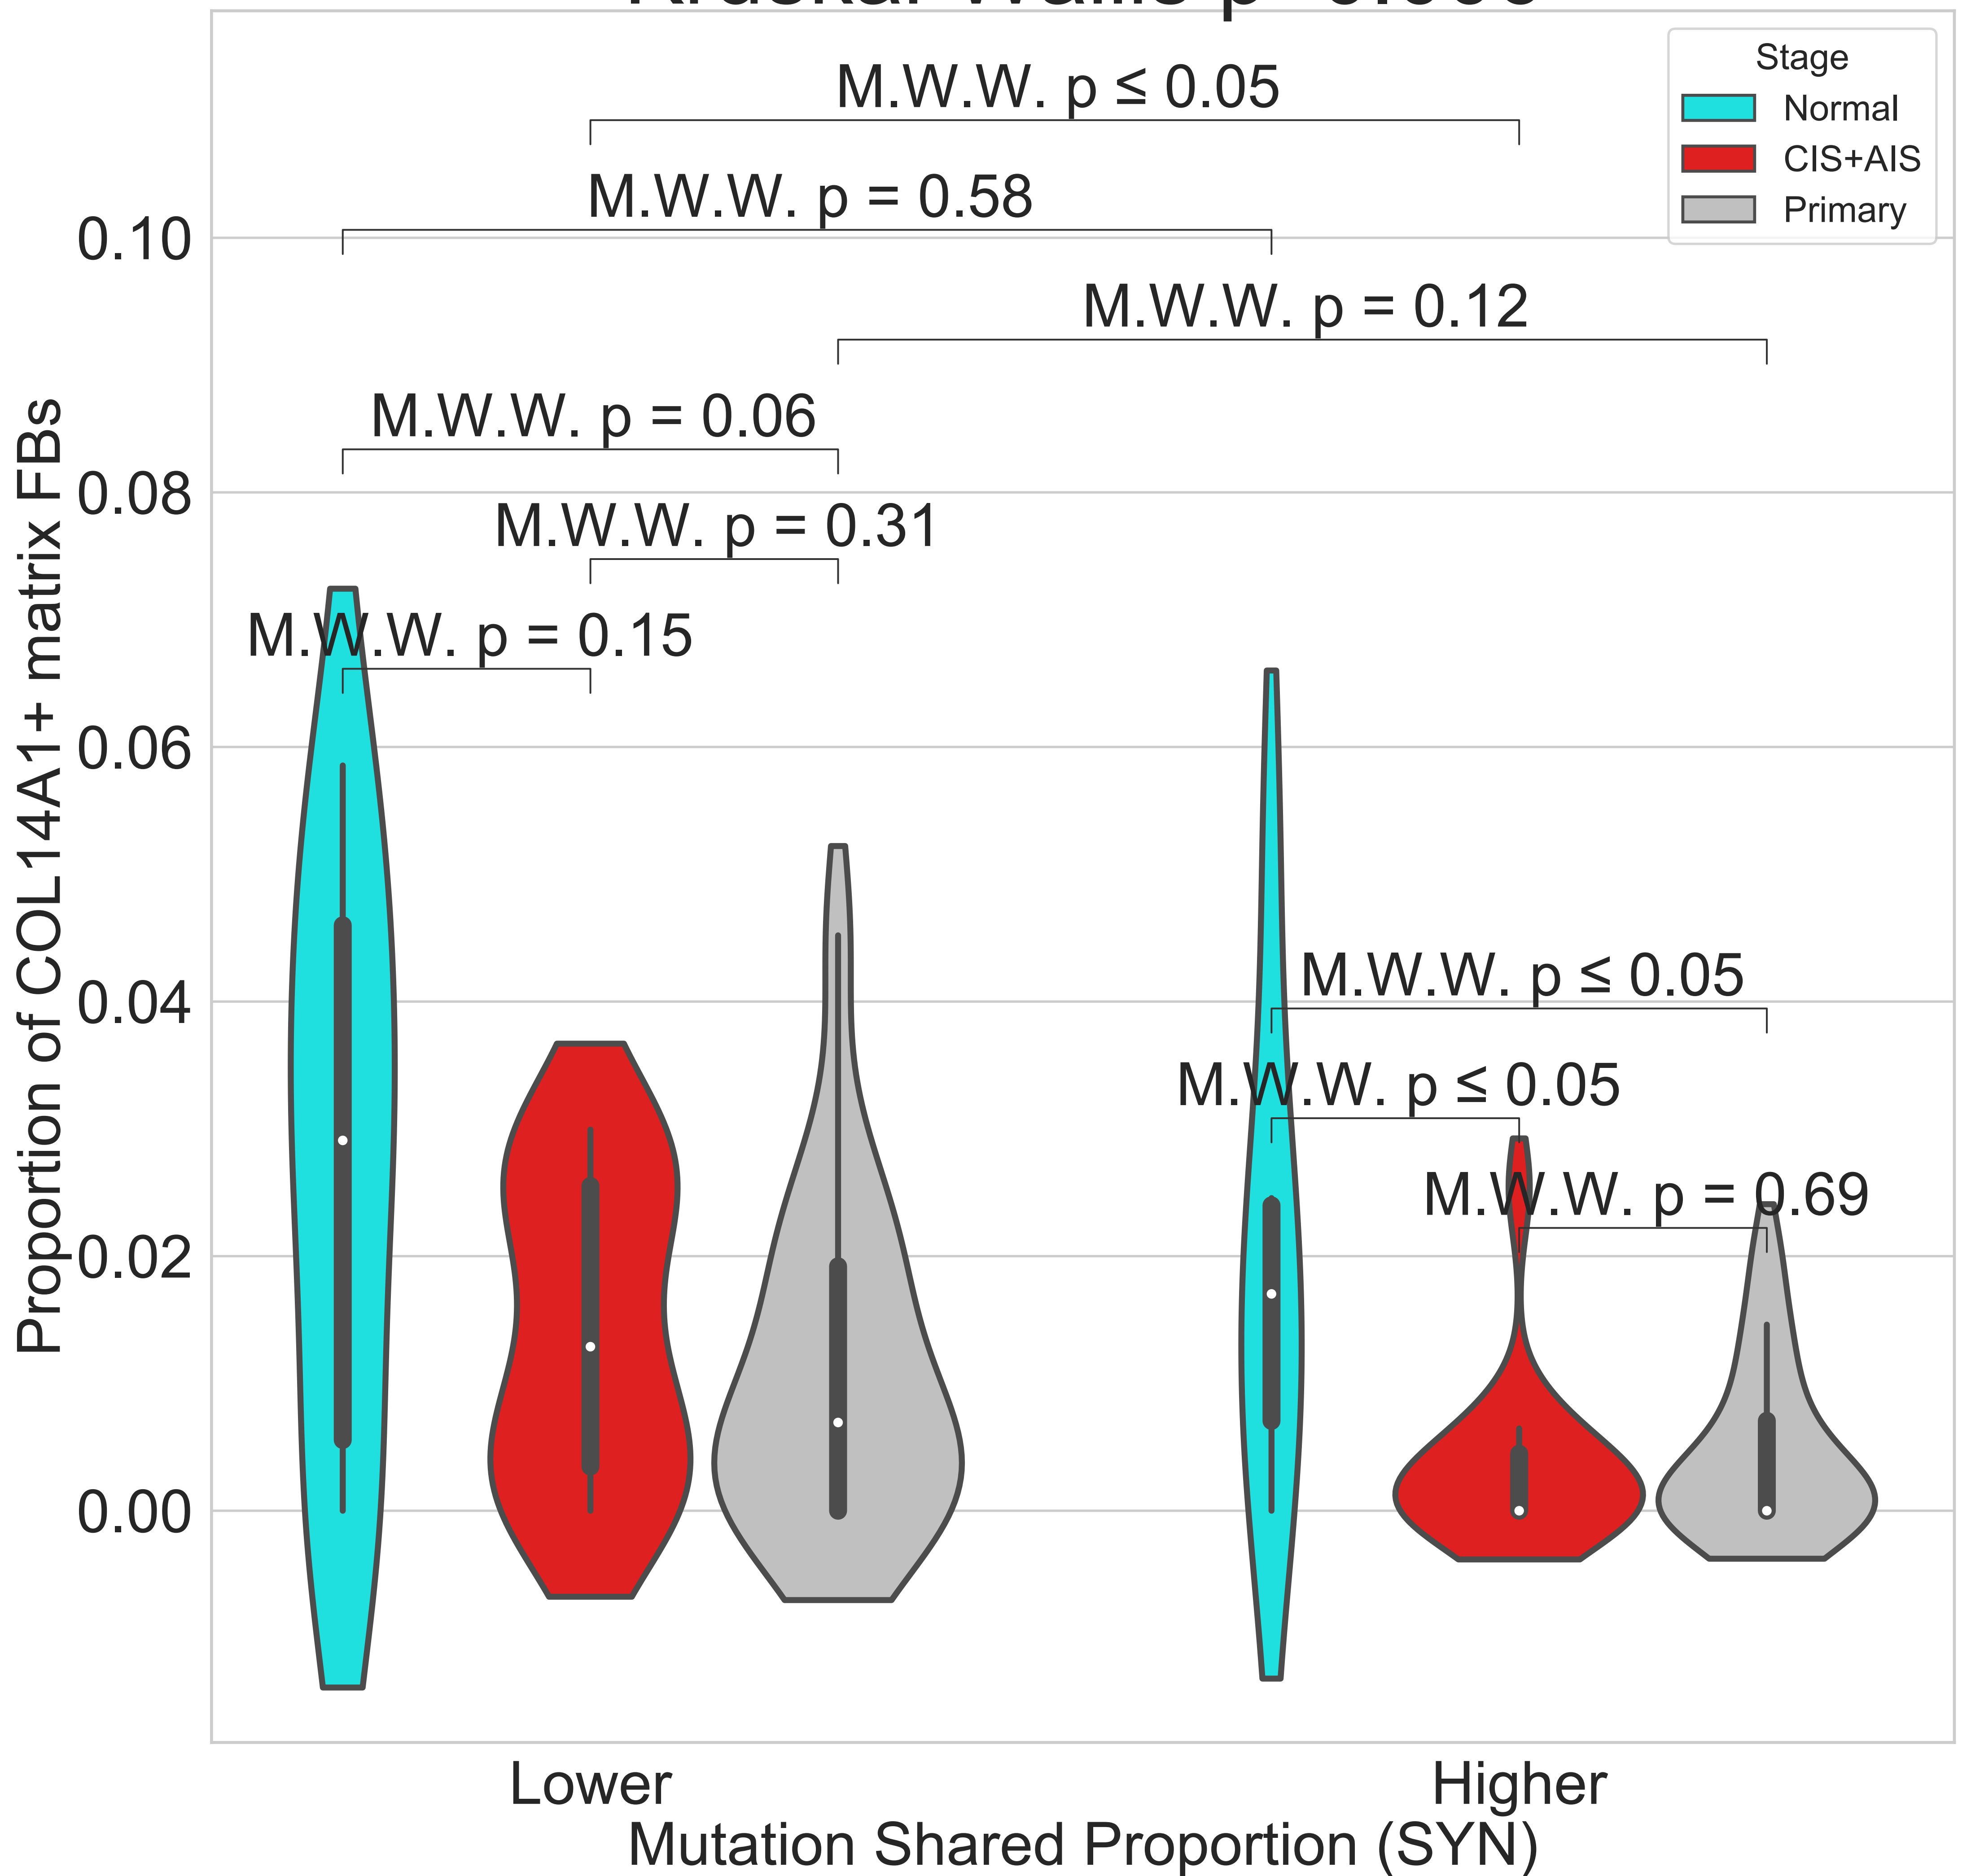 M.W.W. p ≤ 0.05
Stage
Normal
CIS+AIS
Primary
M.W.W. p = 0.58
0.10
M.W.W. p = 0.12
M.W.W. p = 0.06
0.08
M.W.W. p = 0.31
M.W.W. p = 0.15
0.06
M.W.W. p ≤ 0.05
0.04
M.W.W. p ≤ 0.05
M.W.W. p = 0.69
0.02
0.00
Proportion of COL14A1+ matrix FBs
Lower
Higher
Mutation Shared Proportion (SYN)